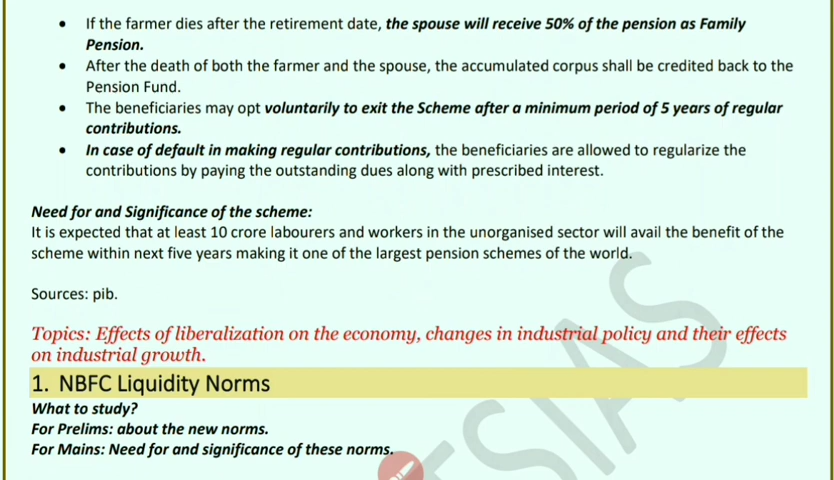 • If the farmer dies after the retirement date, the spouse will receive 50% of the pension as Family
Pension.
• After the death of both the farmer and the spouse, the accumulated corpus shall be credited back to the
Pension Fund.
• The beneficiaries may opt voluntarily to exit the Scheme after a minimum period of 5 years of regular
contributions.
• In case of default in making regular contributions, the beneficiaries are allowed to regularize the
contributions by paying the outstanding dues along with prescribed interest.
Need for and Significance of the scheme:
It is expected that at least 10 crore labourers and workers in the unorganised sector will avail the benefit of the
scheme within next five years making it one of the largest pension schemes of the world.
Sources: pib.
Topics: Effects of liberalization on the economy, changes in industrial policy and their effects
on industrial growth.
1. NBFC Liquidity Norms
What to study?
For Prelims: about the new norms.
For Mains: Need for and significance of these norms.
TSIAS